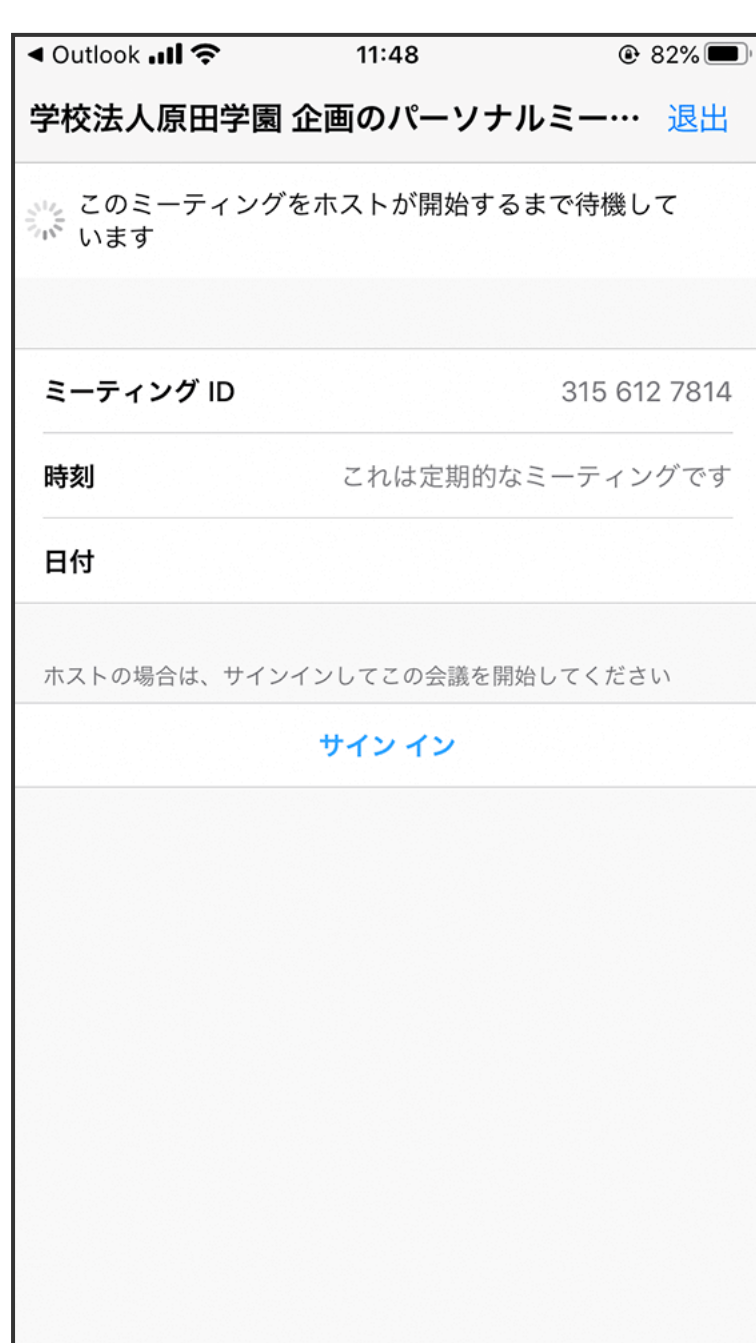 ◀ Outlook 11:48 82%
学校法人原田学園 企画のパーソナルミー… 退出
このミーティングをホストが開始するまで待機して
います
ミーティング ID 315 612 7814
時刻 これは定期的なミーティングです
日付
ホストの場合は、サインインしてこの会議を開始してください
サイン イン